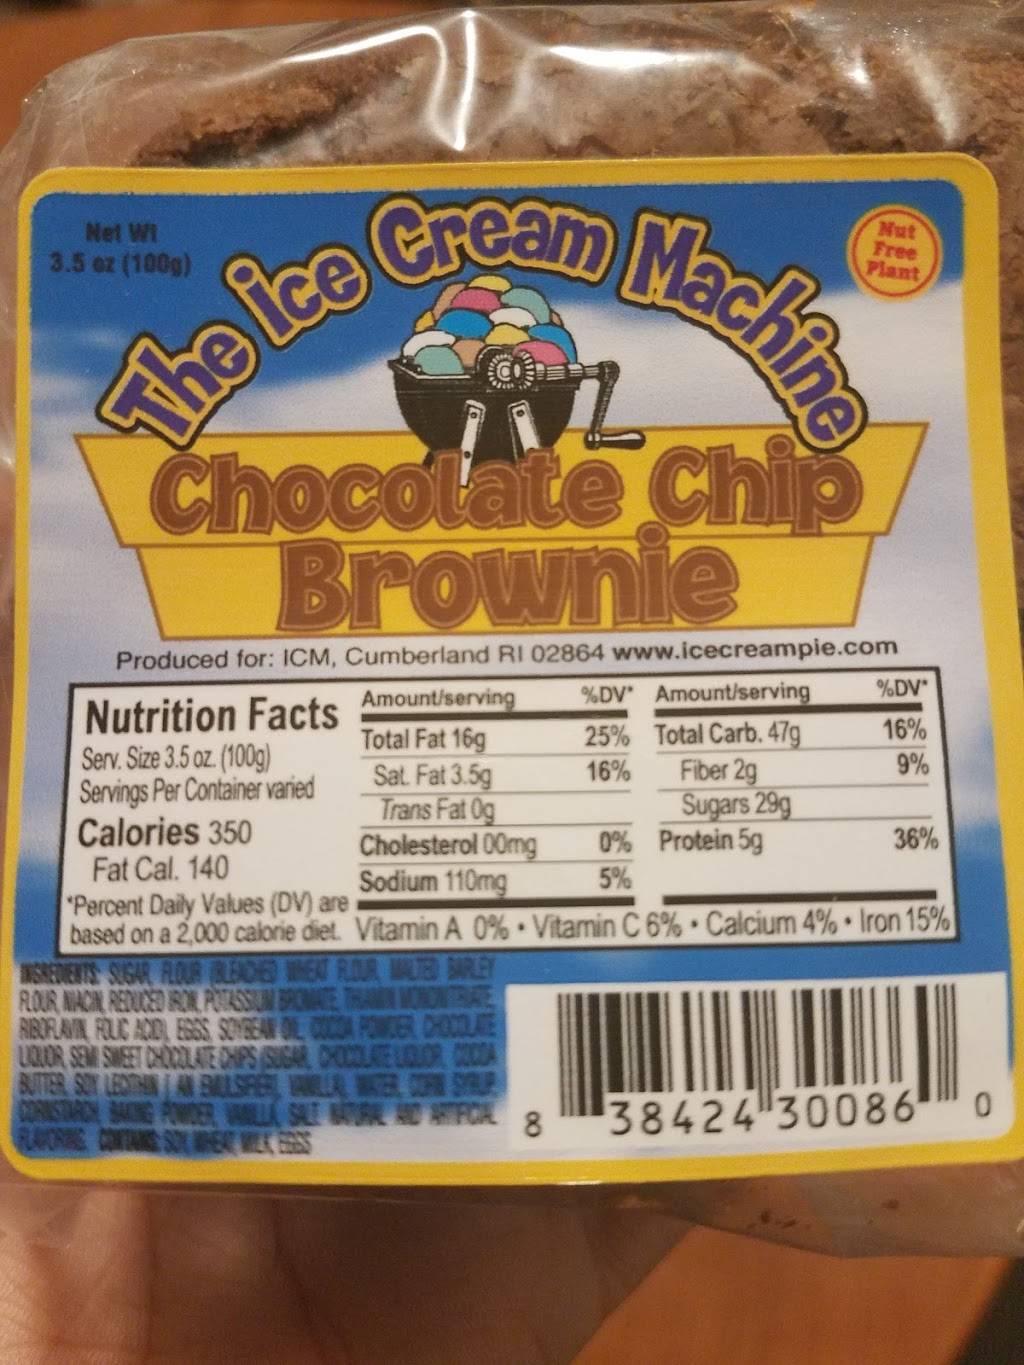 Net Wt
3.5 oz (100g)
Nut
Free
Plant
The Ice Cream Machine
Chocolate Chip
Brownie
Produced for: ICM, Cumberland RI 02864 www.icecreampie.com
Nutrition Facts
Serv. Size 3.5 oz. (100g)
Servings Per Container varied
Calories 350
Fat Cal. 140
*Percent Daily Values (DV) are
based on a 2,000 calorie diet.
Amount/serving %DV*
Total Fat 16g 25%
Sat. Fat 3.5g 16%
Trans Fat 0g
Cholesterol 00mg 0%
Sodium 110mg 5%
Amount/serving %DV*
Total Carb. 47g 16%
Fiber 2g 9%
Sugars 29g
Protein 5g 36%
Vitamin A 0% • Vitamin C 6% • Calcium 4% • Iron 15%
INGREDIENTS: SUGAR, FLOUR (BLEACHED WHEAT FLOUR, MALTED BARLEY
FLOUR, NIACIN, REDUCED IRON, POTASSIUM BROMATE, THIAMIN MONONITRATE,
RIBOFLAVIN, FOLIC ACID), EGGS, SOYBEAN OIL, COCOA POWDER, CHOCOLATE
LIQUOR, SEMI SWEET CHOCOLATE CHIPS (SUGAR, CHOCOLATE LIQUOR, COCOA
BUTTER, SOY LECITHIN [AN EMULSIFIER], VANILLA), WATER, CORN SYRUP,
CORNSTARCH, BAKING POWDER, VANILLA, SALT, NATURAL AND ARTIFICIAL
FLAVORING. CONTAINS: SOY, WHEAT, MILK, EGGS
8 38424 30086 0